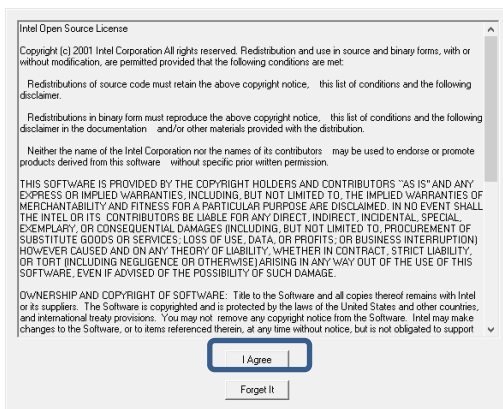 Intel Open Source License
Copyright (c) 2001 Intel Corporation All rights reserved. Redistribution and use in source and binary forms, with or
without modification, are permitted provided that the following conditions are met:
Redistributions of source code must retain the above copyright notice, this list of conditions and the following
disclaimer.
Redistributions in binary form must reproduce the above copyright notice, this list of conditions and the following
disclaimer in the documentation and/or other materials provided with the distribution.
Neither the name of the Intel Corporation nor the names of its contributors may be used to endorse or promote
products derived from this software without specific prior written permission.
THIS SOFTWARE IS PROVIDED BY THE COPYRIGHT HOLDERS AND CONTRIBUTORS ``AS IS'' AND ANY
EXPRESS OR IMPLIED WARRANTIES, INCLUDING, BUT NOT LIMITED TO, THE IMPLIED WARRANTIES OF
MERCHANTABILITY AND FITNESS FOR A PARTICULAR PURPOSE ARE DISCLAIMED. IN NO EVENT SHALL
THE INTEL OR ITS CONTRIBUTORS BE LIABLE FOR ANY DIRECT, INDIRECT, INCIDENTAL, SPECIAL,
EXEMPLARY, OR CONSEQUENTIAL DAMAGES (INCLUDING, BUT NOT LIMITED TO, PROCUREMENT OF
SUBSTITUTE GOODS OR SERVICES; LOSS OF USE, DATA, OR PROFITS; OR BUSINESS INTERRUPTION)
HOWEVER CAUSED AND ON ANY THEORY OF LIABILITY, WHETHER IN CONTRACT, STRICT LIABILITY,
OR TORT (INCLUDING NEGLIGENCE OR OTHERWISE) ARISING IN ANY WAY OUT OF THE USE OF THIS
SOFTWARE, EVEN IF ADVISED OF THE POSSIBILITY OF SUCH DAMAGE.
OWNERSHIP AND COPYRIGHT OF SOFTWARE: Title to the Software and all copies thereof remains with Intel
or its suppliers. The Software is copyrighted and is protected by the laws of the United States and other countries,
and international treaty provisions. You may not remove any copyright notice from the Software. Intel may make
changes to the Software, or to items referenced therein, at any time without notice, but is not obligated to support
I Agree
Forget It